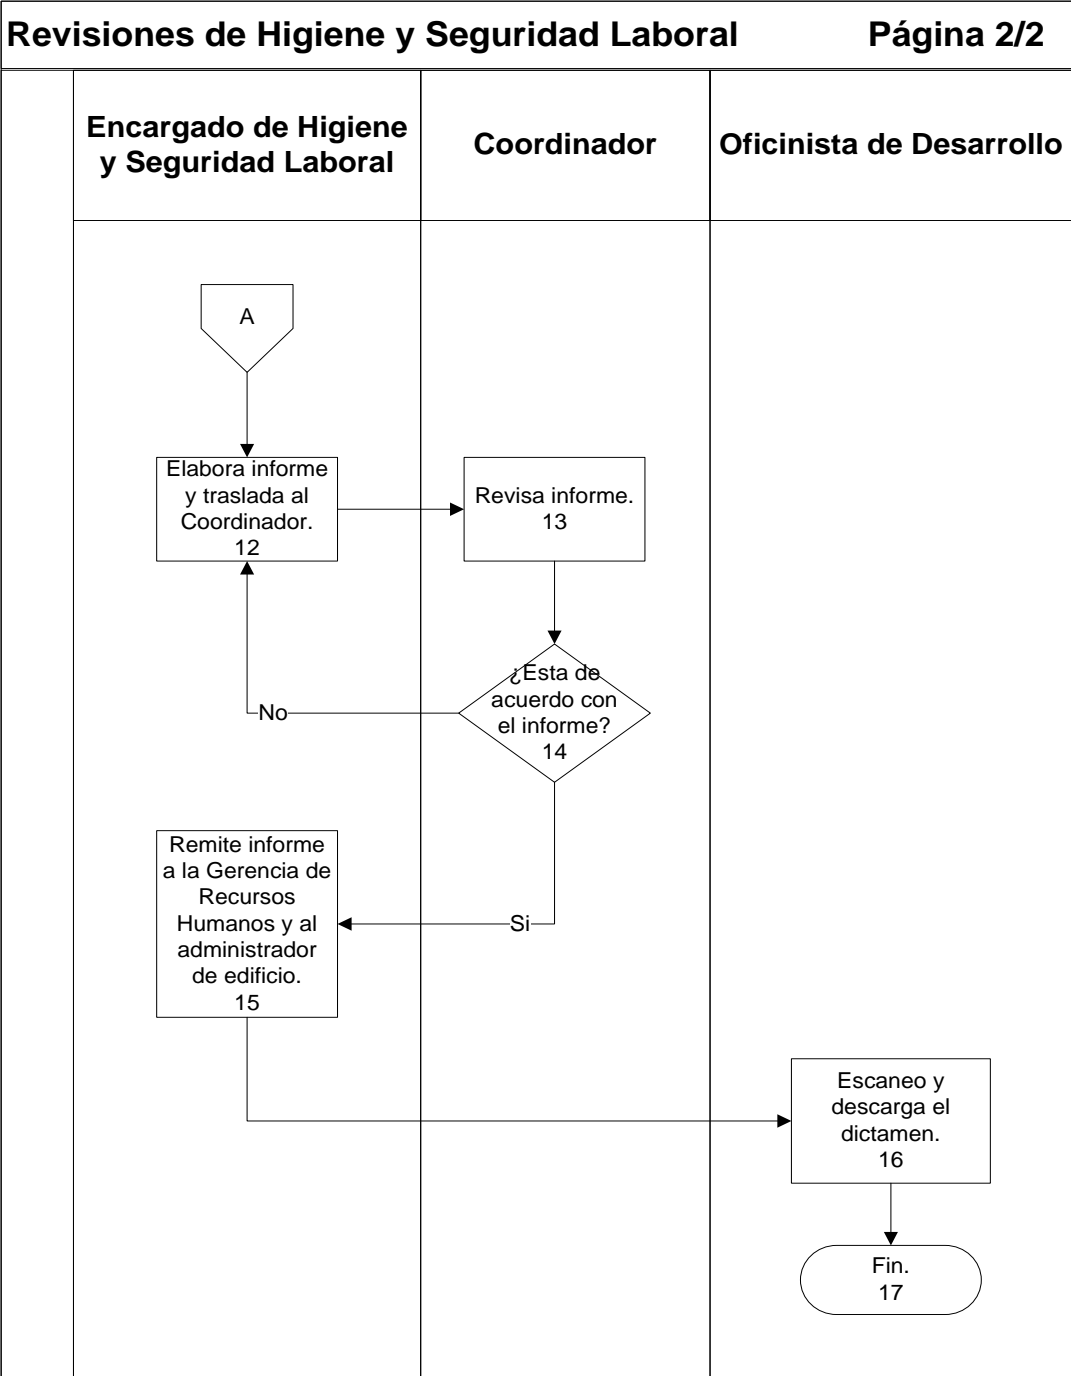 Revisiones de Higiene y Seguridad Laboral Página 2/2
Encargado de Higiene
y Seguridad Laboral
Coordinador
Oficinista de Desarrollo
A
Elabora informe
y traslada al
Coordinador.
12
Revisa informe.
13
¿Esta de
acuerdo con
el informe?
14
No
Remite informe
a la Gerencia de
Recursos
Humanos y al
administrador
de edificio.
15
Si
Escaneo y
descarga el
dictamen.
16
Fin.
17